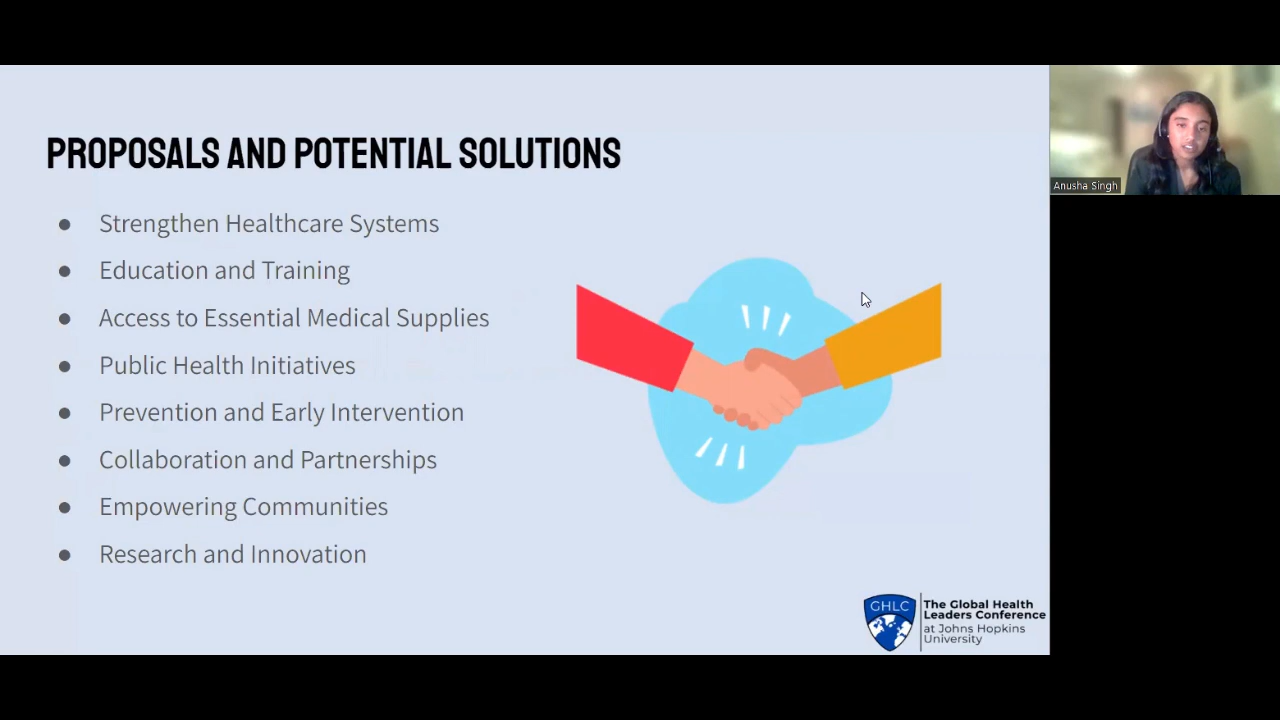 PROPOSALS AND POTENTIAL SOLUTIONS
● Strengthen Healthcare Systems
● Education and Training
● Access to Essential Medical Supplies
● Public Health Initiatives
● Prevention and Early Intervention
● Collaboration and Partnerships
● Empowering Communities
● Research and Innovation
Anusha Singh
GHLC
The Global Health
Leaders Conference
at Johns Hopkins
University